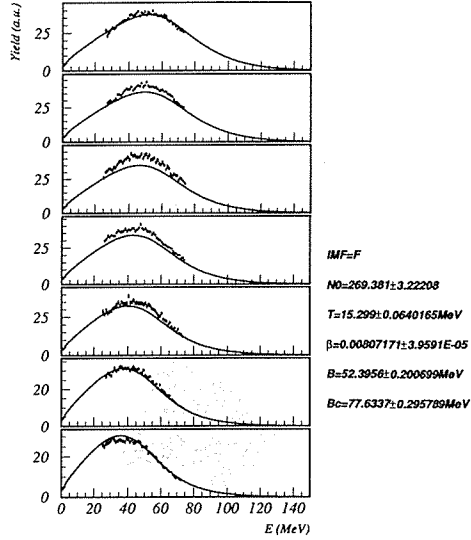 Yield (a.u.)
25
0
25
0
25
0
25
0
25
0
20
0
20
0
0 20 40 60 80 100 120 140
E (MeV)
IMF=F
N0=269.381±3.22208
T=15.299±0.0640165MeV
β=0.00807171±3.9591E-05
B=52.3956±0.200699MeV
Bc=77.6337±0.295789MeV